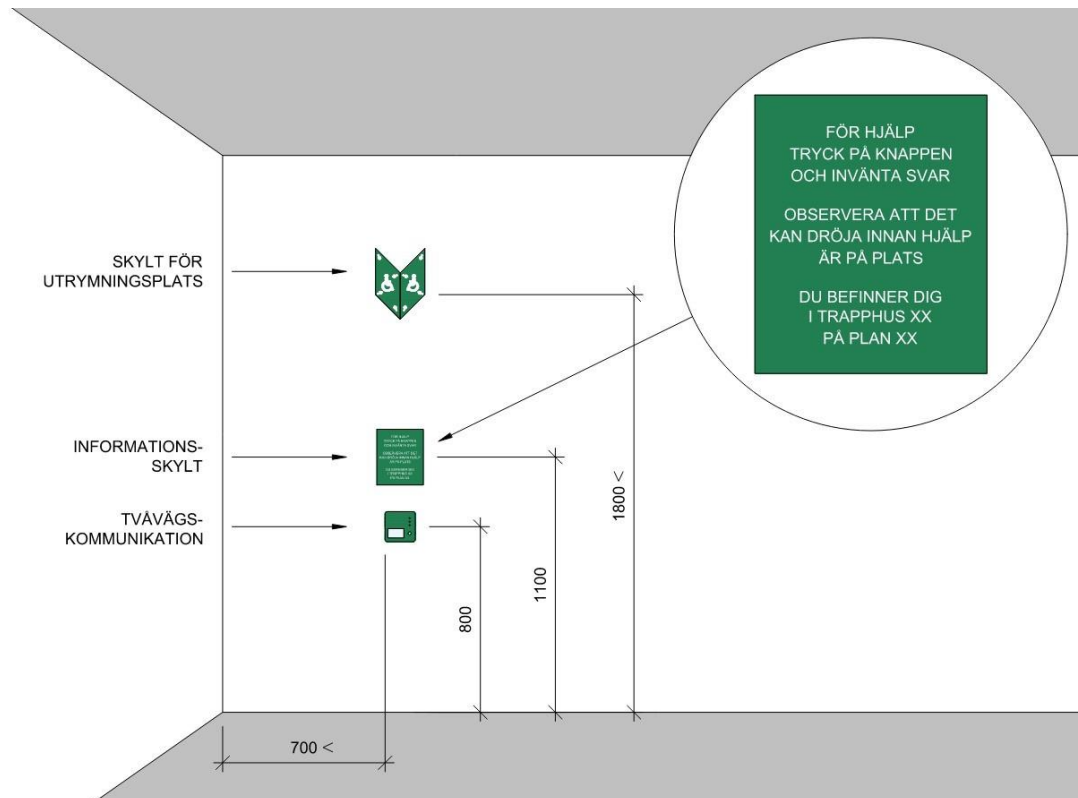 SKYLT FÖR
UTRYMNINGSPLATS
INFORMATIONS-
SKYLT
TVÅVÄGS-
KOMMUNIKATION
FÖR HJÄLP
TRYCK PÅ KNAPPEN
OCH INVÄNTA SVAR
OBSERVERA ATT DET
KAN DRÖJA INNAN HJÄLP
ÄR PÅ PLATS
DU BEFINNER DIG
I TRAPPHUS XX
PÅ PLAN XX
700 <
800
1100
1800 <